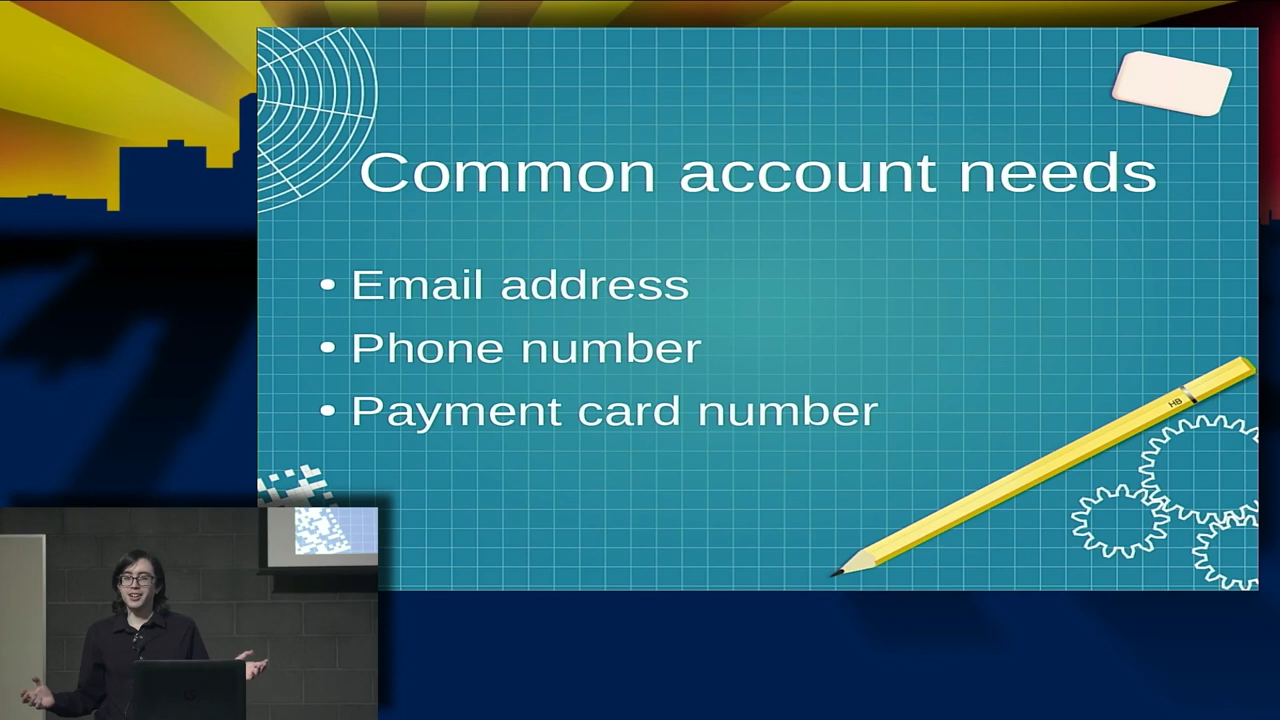 Common account needs
• Email address
• Phone number
• Payment card number
HB